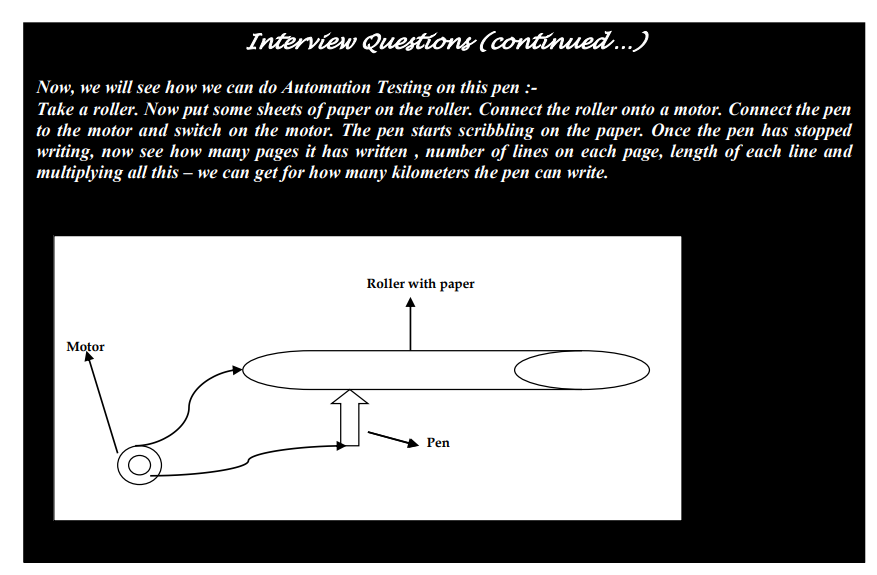 Interview Questions (continued...)
Now, we will see how we can do Automation Testing on this pen :-
Take a roller. Now put some sheets of paper on the roller. Connect the roller onto a motor. Connect the pen
to the motor and switch on the motor. The pen starts scribbling on the paper. Once the pen has stopped
writing, now see how many pages it has written , number of lines on each page, length of each line and
multiplying all this – we can get for how many kilometers the pen can write.
Roller with paper
Motor
Pen